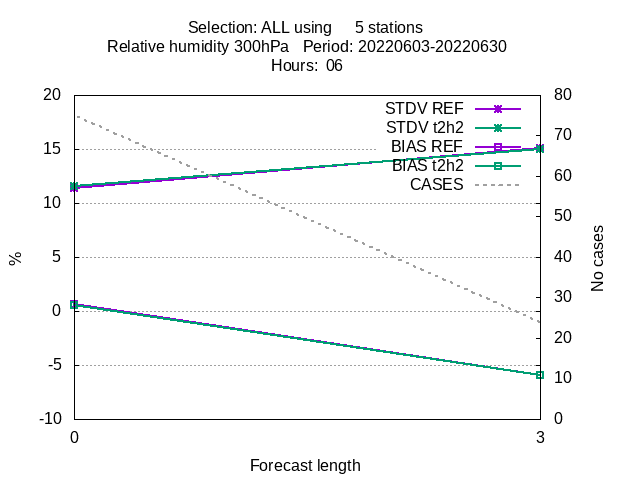 Selection: ALL using     5 stations
Relative humidity 300hPa   Period: 20220603-20220630
Hours:  06
20
15
10
5
0
-5
-10
%
80
70
60
50
40
30
20
10
0
No cases
STDV REF
STDV t2h2
BIAS REF
BIAS t2h2
CASES
0
3
Forecast length